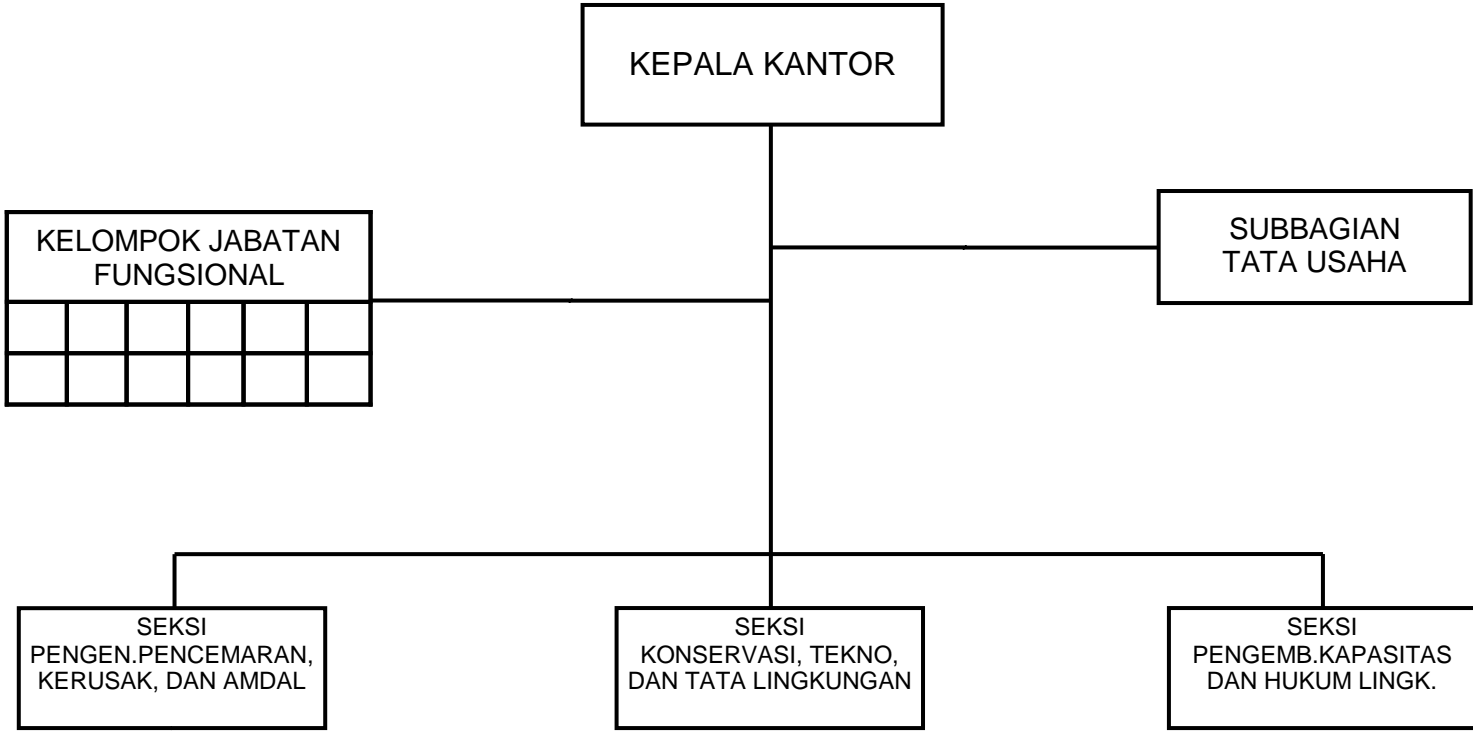 KEPALA KANTOR
KELOMPOK JABATAN
FUNGSIONAL
SUBBAGIAN
TATA USAHA
SEKSI
PENGEN.PENCEMARAN,
KERUSAK, DAN AMDAL
SEKSI
KONSERVASI, TEKNO,
DAN TATA LINGKUNGAN
SEKSI
PENGEMB.KAPASITAS
DAN HUKUM LINGK.